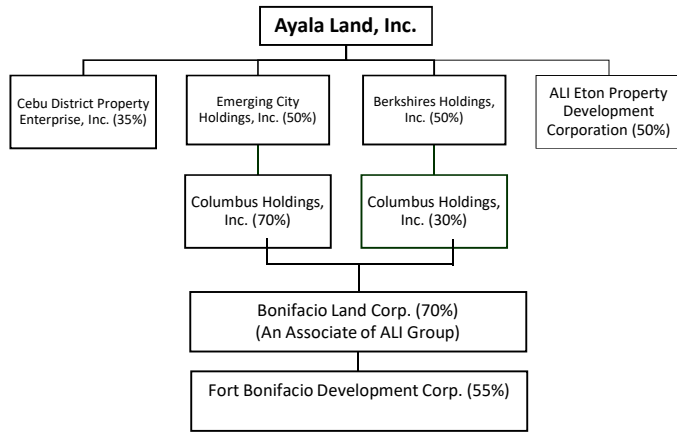 Ayala Land, Inc.
Cebu District Property
Enterprise, Inc. (35%)
Emerging City
Holdings, Inc. (50%)
Berkshires Holdings,
Inc. (50%)
ALI Eton Property
Development
Corporation (50%)
Columbus Holdings,
Inc. (70%)
Columbus Holdings,
Inc. (30%)
Bonifacio Land Corp. (70%)
(An Associate of ALI Group)
Fort Bonifacio Development Corp. (55%)